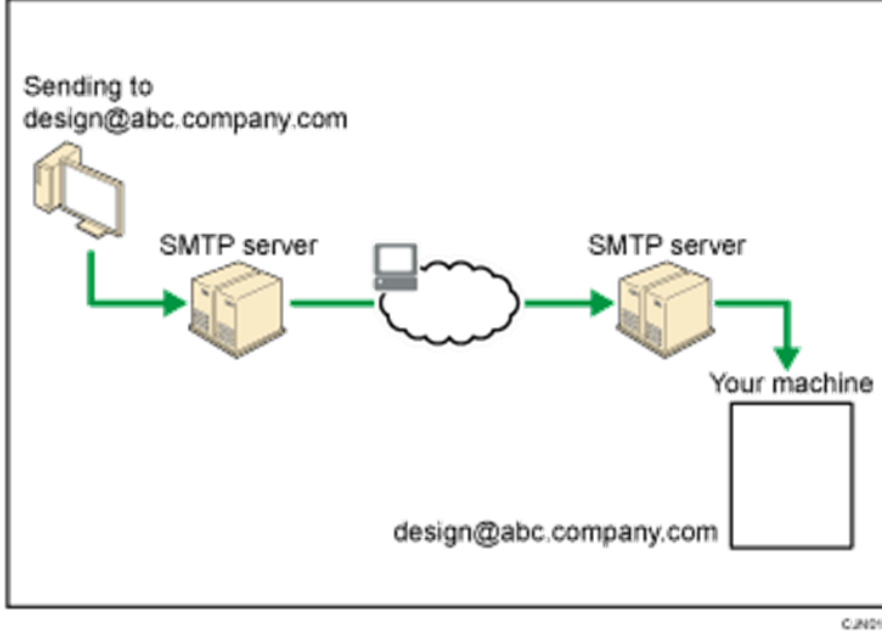 Sending to
design@abc.company.com
SMTP server
SMTP server
Your machine
design@abc.company.com